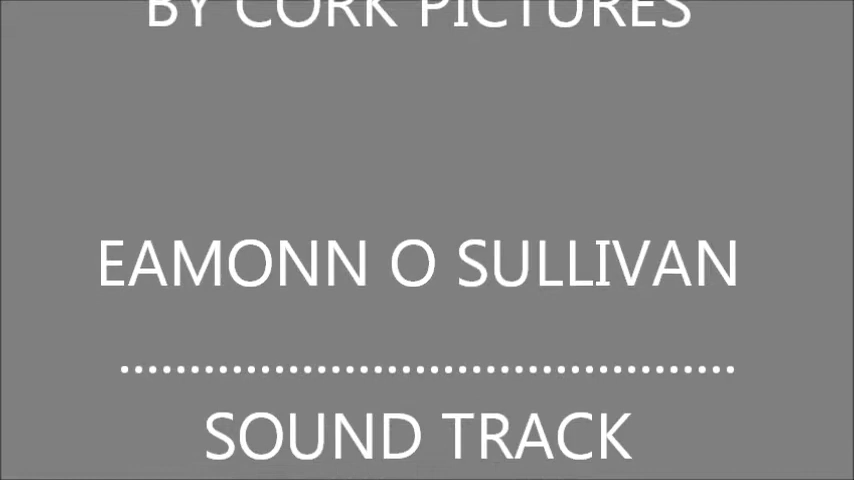 BY CORK PICTURES
EAMONN O SULLIVAN
............................................
SOUND TRACK